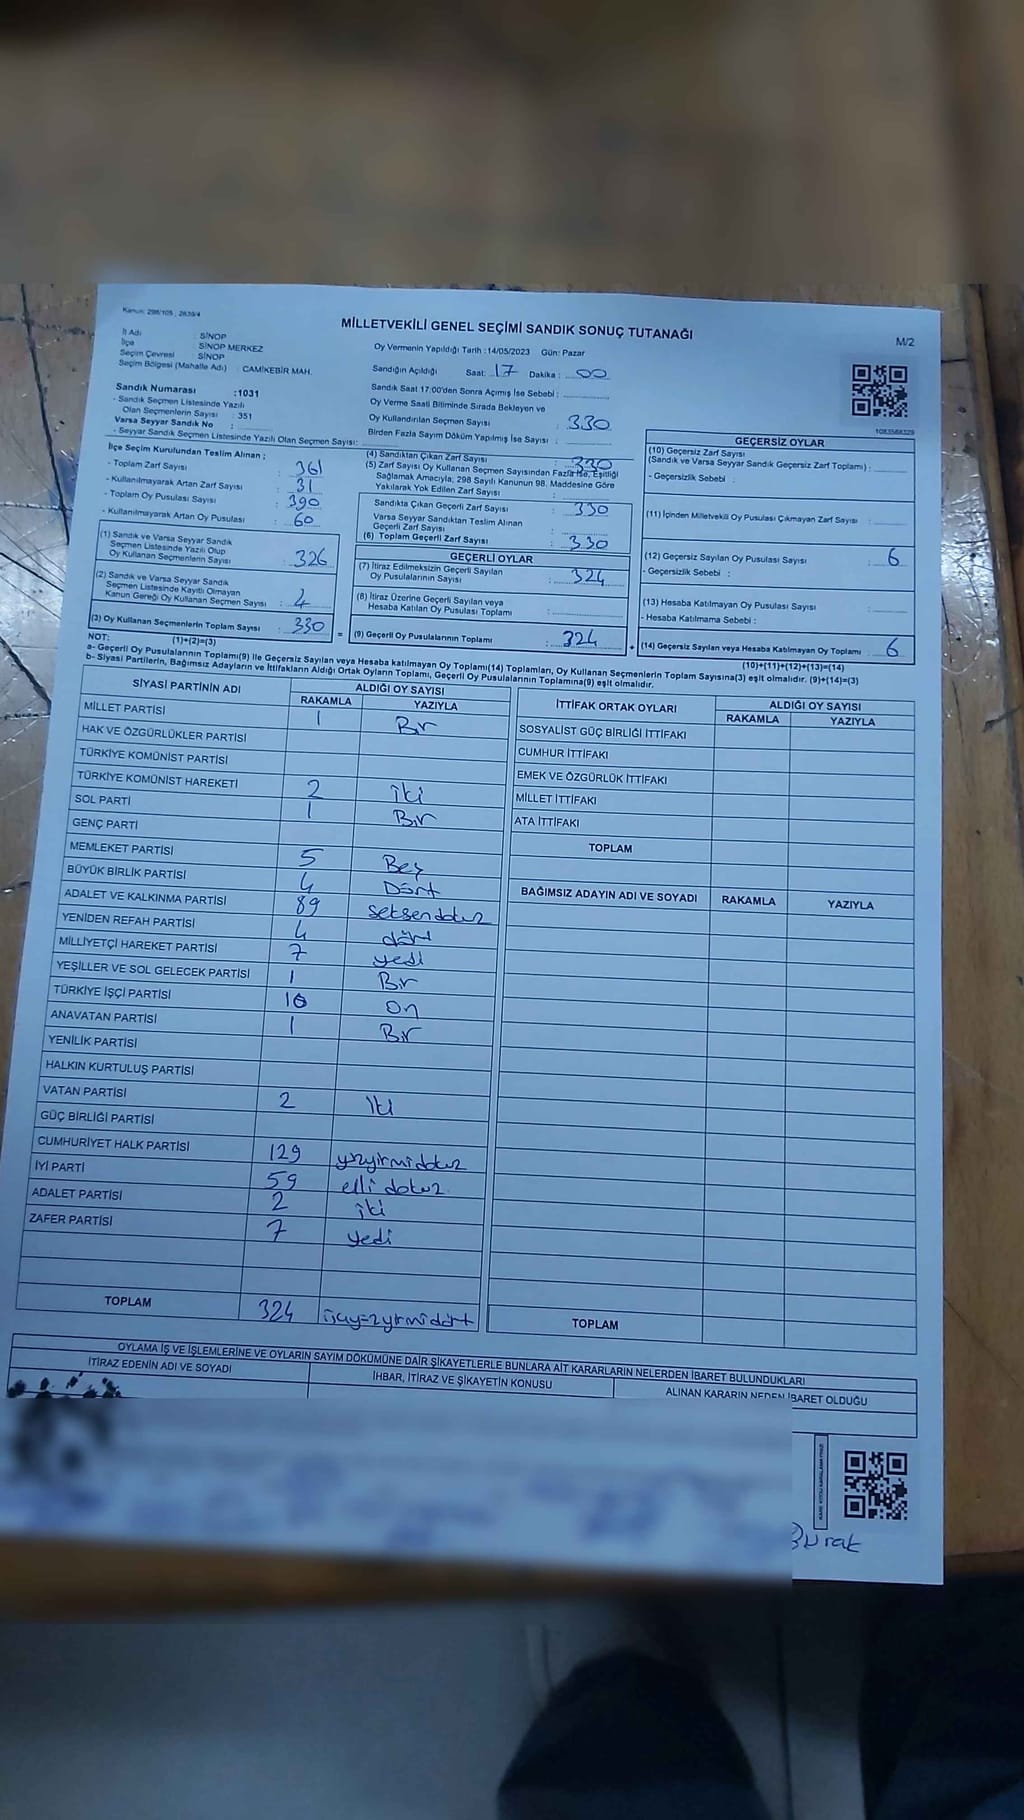 Kanun: 298/105 , 2839/4
MİLLETVEKİLİ GENEL SEÇİMİ SANDIK SONUÇ TUTANAĞI
M/2
İl Adı : SİNOP
İlçe : SİNOP MERKEZ
Seçim Çevresi : SİNOP
Seçim Bölgesi (Mahalle Adı) : CAMİKEBİR MAH.
Oy Vermenin Yapıldığı Tarih :14/05/2023 Gün: Pazar
Sandığın Açıldığı Saat: 17 Dakika : 00
Sandık Saat 17:00'den Sonra Açılmış İse Sebebi :
Oy Verme Saati Bitiminde Sırada Bekleyen ve
Oy Kullandırılan Seçmen Sayısı : 330
Birden Fazla Sayım Döküm Yapılmış İse Sayısı :
Sandık Numarası :1031
- Sandık Seçmen Listesinde Yazılı
Olan Seçmenlerin Sayısı : 351
Varsa Seyyar Sandık No :
- Seyyar Sandık Seçmen Listesinde Yazılı Olan Seçmen Sayısı:
1083588329
İlçe Seçim Kurulundan Teslim Alınan ;
- Toplam Zarf Sayısı : 361
- Kullanılmayarak Artan Zarf Sayısı : 31
- Toplam Oy Pusulası Sayısı : 390
- Kullanılmayarak Artan Oy Pusulası : 60
(1) Sandık ve Varsa Seyyar Sandık
Seçmen Listesinde Yazılı Olup
Oy Kullanan Seçmenlerin Sayısı : 326
(2) Sandık ve Varsa Seyyar Sandık
Seçmen Listesinde Kayıtlı Olmayan
Kanun Gereği Oy Kullanan Seçmen Sayısı : 4
(3) Oy Kullanan Seçmenlerin Toplam Sayısı : 330
(1)+(2)=(3)
(4) Sandıktan Çıkan Zarf Sayısı : 330
(5) Zarf Sayısı Oy Kullanan Seçmen Sayısından Fazla İse, Eşitliği
Sağlamak Amacıyla; 298 Sayılı Kanunun 98. Maddesine Göre
Yakılarak Yok Edilen Zarf Sayısı :
Sandıkta Çıkan Geçerli Zarf Sayısı : 330
Varsa Seyyar Sandıktan Teslim Alınan
Geçerli Zarf Sayısı :
(6) Toplam Geçerli Zarf Sayısı : 330
GEÇERLİ OYLAR
(7) İtiraz Edilmeksizin Geçerli Sayılan
Oy Pusulalarının Sayısı : 324
(8) İtiraz Üzerine Geçerli Sayılan veya
Hesaba Katılan Oy Pusulası Toplamı :
= (9) Geçerli Oy Pusulalarının Toplamı : 324
GEÇERSİZ OYLAR
(10) Geçersiz Zarf Sayısı
(Sandık ve Varsa Seyyar Sandık Geçersiz Zarf Toplamı) :
- Geçersizlik Sebebi :
(11) İçinden Milletvekili Oy Pusulası Çıkmayan Zarf Sayısı :
(12) Geçersiz Sayılan Oy Pusulası Sayısı : 6
- Geçersizlik Sebebi :
(13) Hesaba Katılmayan Oy Pusulası Sayısı :
- Hesaba Katılmama Sebebi :
+ (14) Geçersiz Sayılan veya Hesaba Katılmayan Oy Toplamı : 6
(10)+(11)+(12)+(13)=(14)
NOT:
a- Geçerli Oy Pusulalarının Toplamı(9) ile Geçersiz Sayılan veya Hesaba katılmayan Oy Toplamı(14) Toplamları, Oy Kullanan Seçmenlerin Toplam Sayısına(3) eşit olmalıdır. (9)+(14)=(3)
b- Siyasi Partilerin, Bağımsız Adayların ve İttifakların Aldığı Ortak Oyların Toplamı, Geçerli Oy Pusulalarının Toplamına(9) eşit olmalıdır.
SİYASİ PARTİNİN ADI ALDIĞI OY SAYISI
RAKAMLA YAZIYLA
MİLLET PARTİSİ 1 Bir
HAK VE ÖZGÜRLÜKLER PARTİSİ
TÜRKİYE KOMÜNİST PARTİSİ
TÜRKİYE KOMÜNİST HAREKETİ 2 iki
SOL PARTİ 1 Bir
GENÇ PARTİ
MEMLEKET PARTİSİ 5 Beş
BÜYÜK BİRLİK PARTİSİ 4 Dört
ADALET VE KALKINMA PARTİSİ 89 seksendokuz
YENİDEN REFAH PARTİSİ 4 dört
MİLLİYETÇİ HAREKET PARTİSİ 7 yedi
YEŞİLLER VE SOL GELECEK PARTİSİ 1 Bir
TÜRKİYE İŞÇİ PARTİSİ 10 On
ANAVATAN PARTİSİ 1 Bir
YENİLİK PARTİSİ
HALKIN KURTULUŞ PARTİSİ
VATAN PARTİSİ 2 iki
GÜÇ BİRLİĞİ PARTİSİ
CUMHURİYET HALK PARTİSİ 129 yüzyirmidokuz
İYİ PARTİ 59 elli dokuz
ADALET PARTİSİ 2 iki
ZAFER PARTİSİ 7 yedi
TOPLAM 324 üçyüzyirmidört
İTTİFAK ORTAK OYLARI ALDIĞI OY SAYISI
RAKAMLA YAZIYLA
SOSYALİST GÜÇ BİRLİĞİ İTTİFAKI
CUMHUR İTTİFAKI
EMEK VE ÖZGÜRLÜK İTTİFAKI
MİLLET İTTİFAKI
ATA İTTİFAKI
TOPLAM
BAĞIMSIZ ADAYIN ADI VE SOYADI RAKAMLA YAZIYLA
TOPLAM
OYLAMA İŞ VE İŞLEMLERİNE VE OYLARIN SAYIM DÖKÜMÜNE DAİR ŞİKAYETLERLE BUNLARA AİT KARARLARIN NELERDEN İBARET BULUNDUKLARI
İTİRAZ EDENİN ADI VE SOYADI İHBAR, İTİRAZ VE ŞİKAYETİN KONUSU ALINAN KARARIN NEDEN İBARET OLDUĞU
Burak